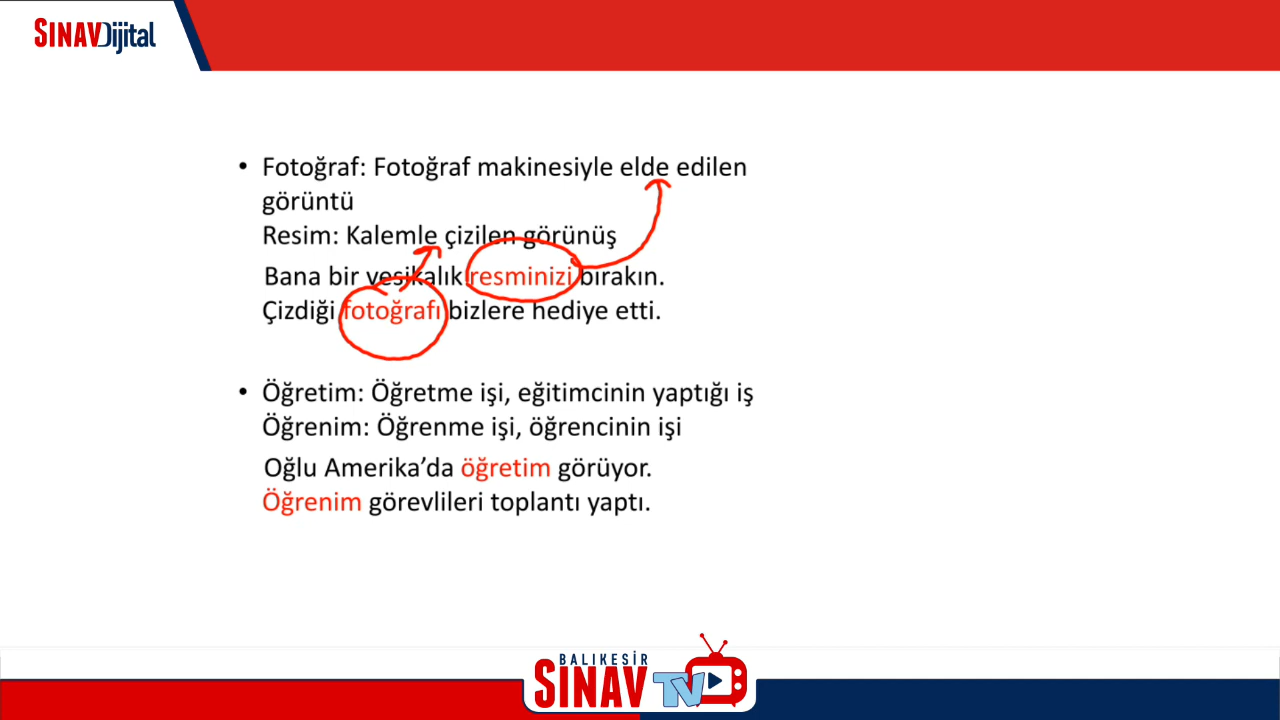 SINAVDijital
• Fotoğraf: Fotoğraf makinesiyle elde edilen
görüntü
Resim: Kalemle çizilen görünüş
Bana bir vesikalık resminizi bırakın.
Çizdiği fotoğrafı bizlere hediye etti.
• Öğretim: Öğretme işi, eğitimcinin yaptığı iş
Öğrenim: Öğrenme işi, öğrencinin işi
Oğlu Amerika’da öğretim görüyor.
Öğrenim görevlileri toplantı yaptı.
BALIKESİR
SINAV TV